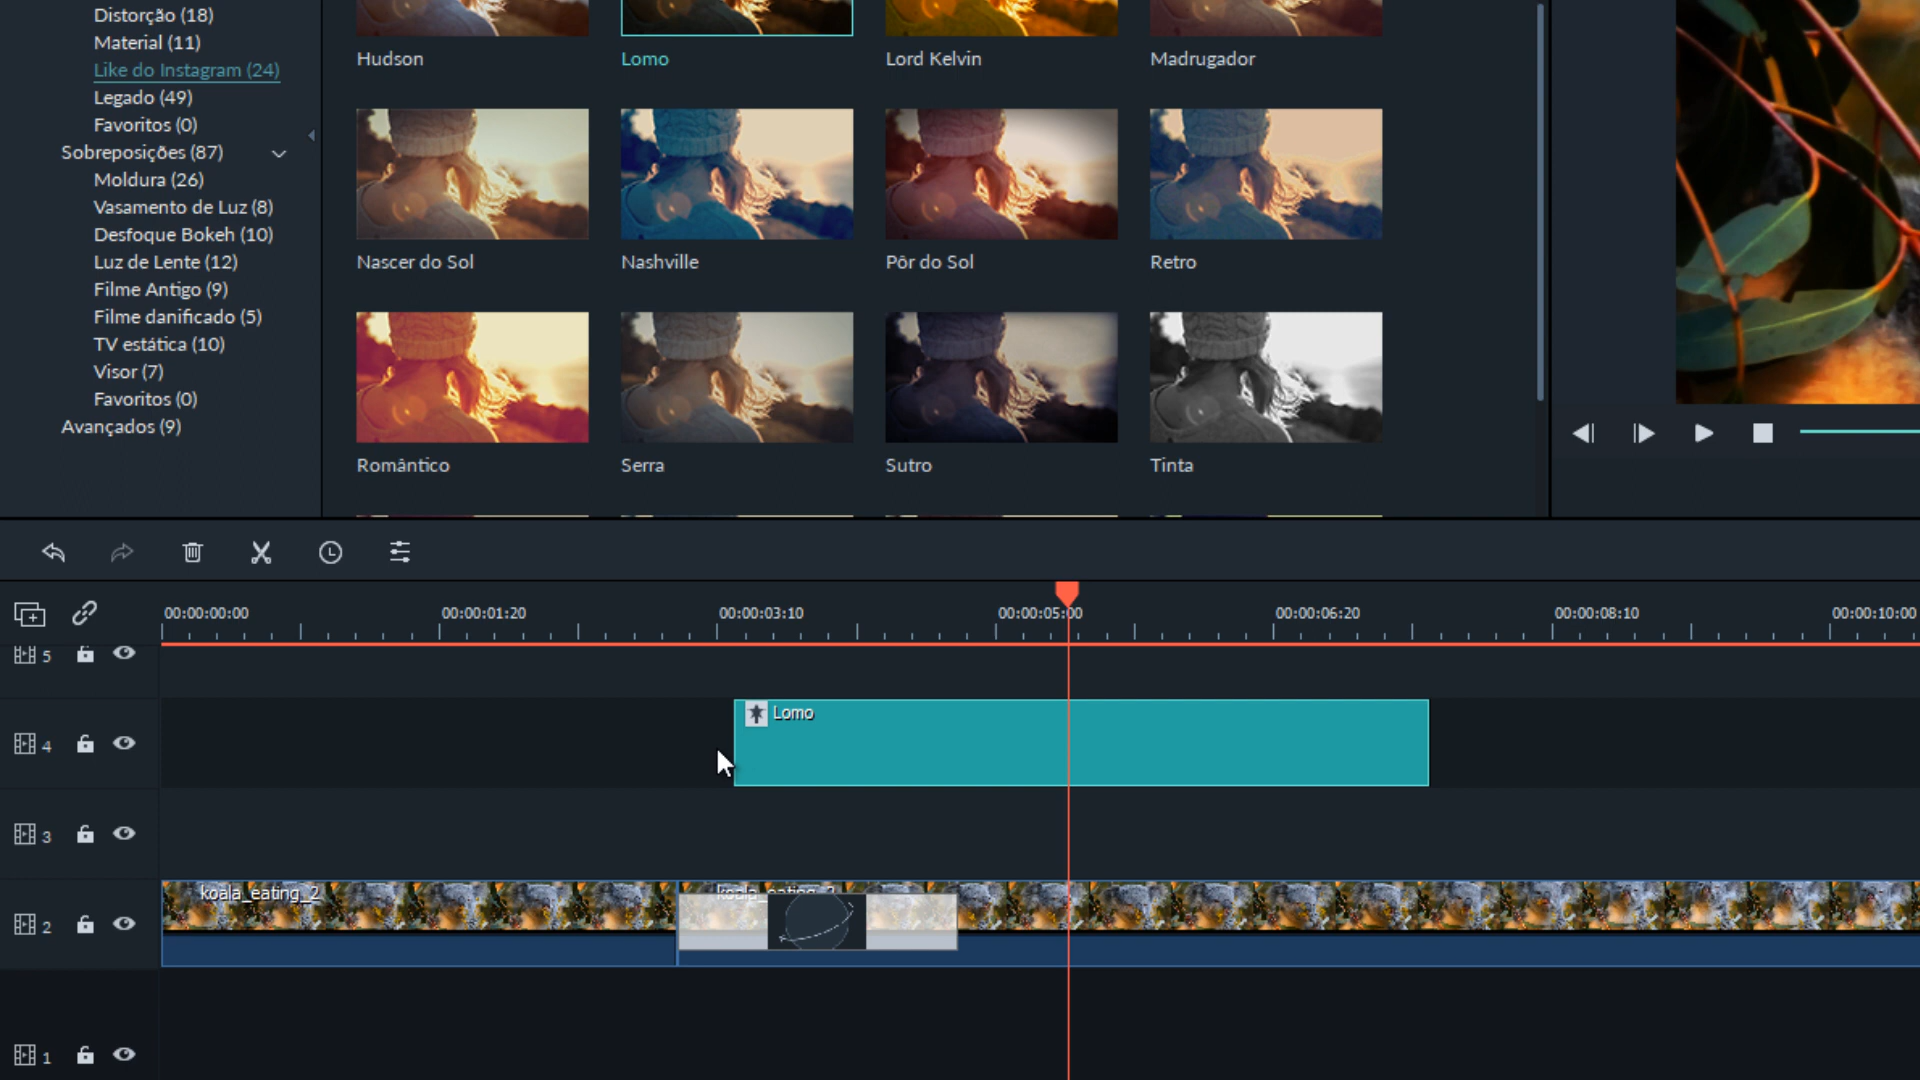 Distorção (18)
Material (11)
Like do Instagram (24)
Legado (49)
Favoritos (0)
Sobreposições (87)
Moldura (26)
Vasamento de Luz (8)
Desfoque Bokeh (10)
Luz de Lente (12)
Filme Antigo (9)
Filme danificado (5)
TV estática (10)
Visor (7)
Favoritos (0)
Avançados (9)
Hudson
Lomo
Lord Kelvin
Madrugador
Nascer do Sol
Nashville
Pôr do Sol
Retro
Romântico
Serra
Sutro
Tinta
00:00:00:00
00:00:01:20
00:00:03:10
00:00:05:00
00:00:06:20
00:00:08:10
00:00:10:00
5
4
Lomo
3
2
koala_eating_2
koala_eating_2
1